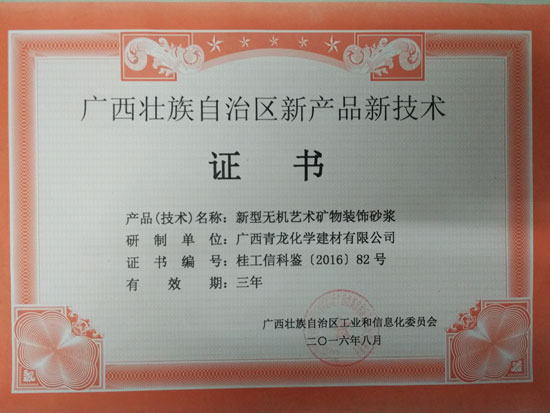 广西壮族自治区新产品新技术
证书
产品(技术)名称：新型无机艺术矿物装饰砂浆
研制单位：广西青龙化学建材有限公司
证书编号：桂工信科鉴〔2016〕82号
有效期：三年
广西壮族自治区工业和信息化委员会
二〇一六年八月